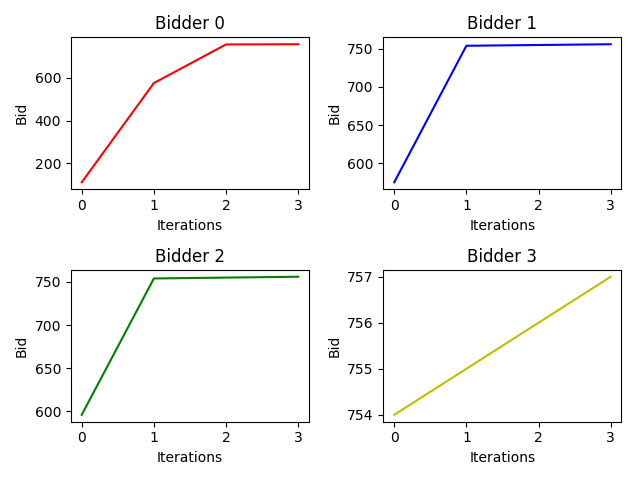 Bidder 0
Bid
600
400
200
0 1 2 3
Iterations
Bidder 1
Bid
750
700
650
600
0 1 2 3
Iterations
Bidder 2
Bid
750
700
650
600
0 1 2 3
Iterations
Bidder 3
Bid
757
756
755
754
0 1 2 3
Iterations